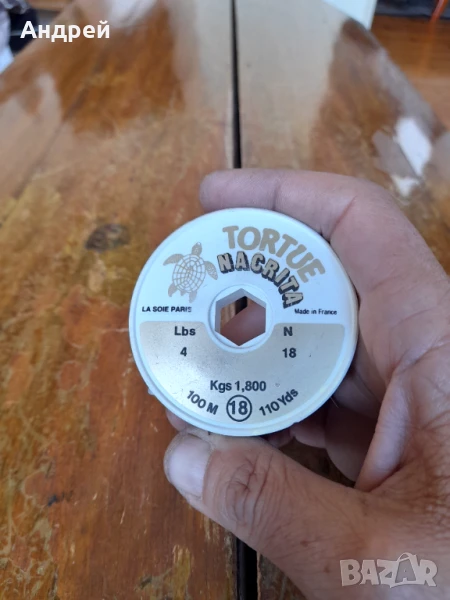 Андрей
TORTUE
NACRITA
LA SOIE PARIS
Made in France
Lbs N
4 18
Kgs 1,800
100 M 18 110 Yds
BAZAR